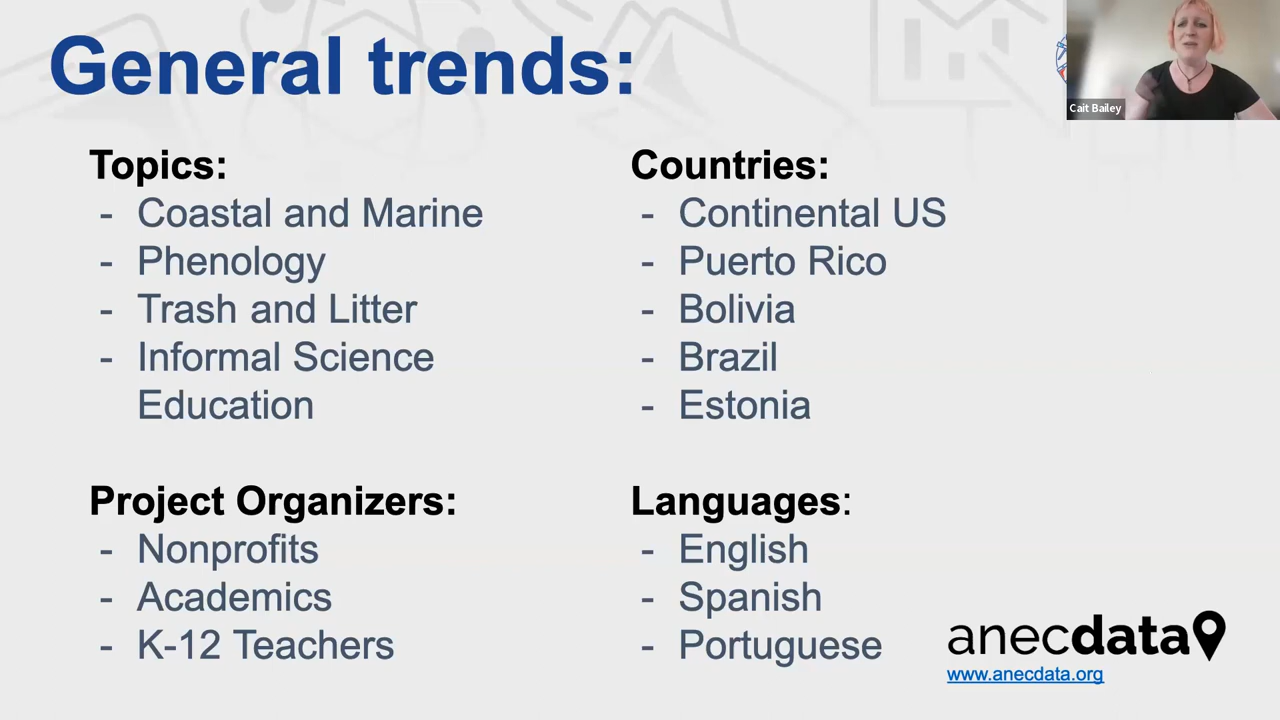 General trends:
Cait Bailey
Topics:
- Coastal and Marine
- Phenology
- Trash and Litter
- Informal Science
Education
Countries:
- Continental US
- Puerto Rico
- Bolivia
- Brazil
- Estonia
Project Organizers:
- Nonprofits
- Academics
- K-12 Teachers
Languages:
- English
- Spanish
- Portuguese
anecdata
www.anecdata.org